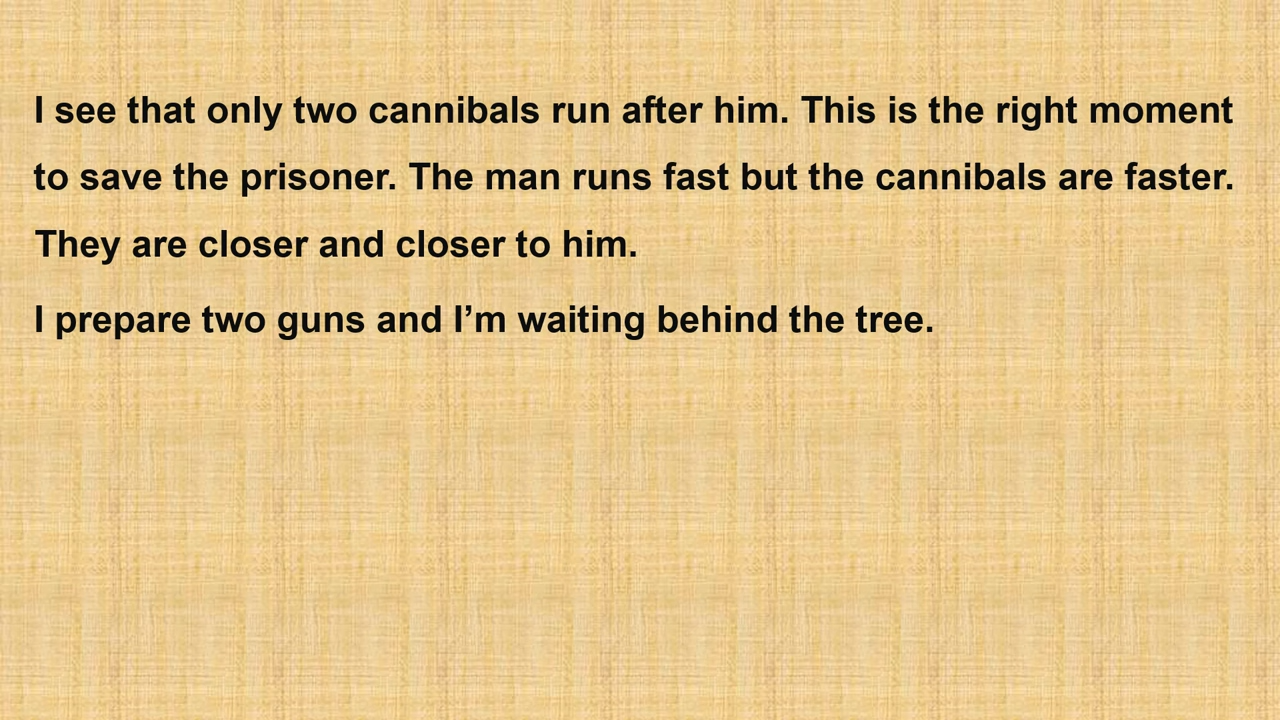 I see that only two cannibals run after him. This is the right moment
to save the prisoner. The man runs fast but the cannibals are faster.
They are closer and closer to him.
I prepare two guns and I’m waiting behind the tree.